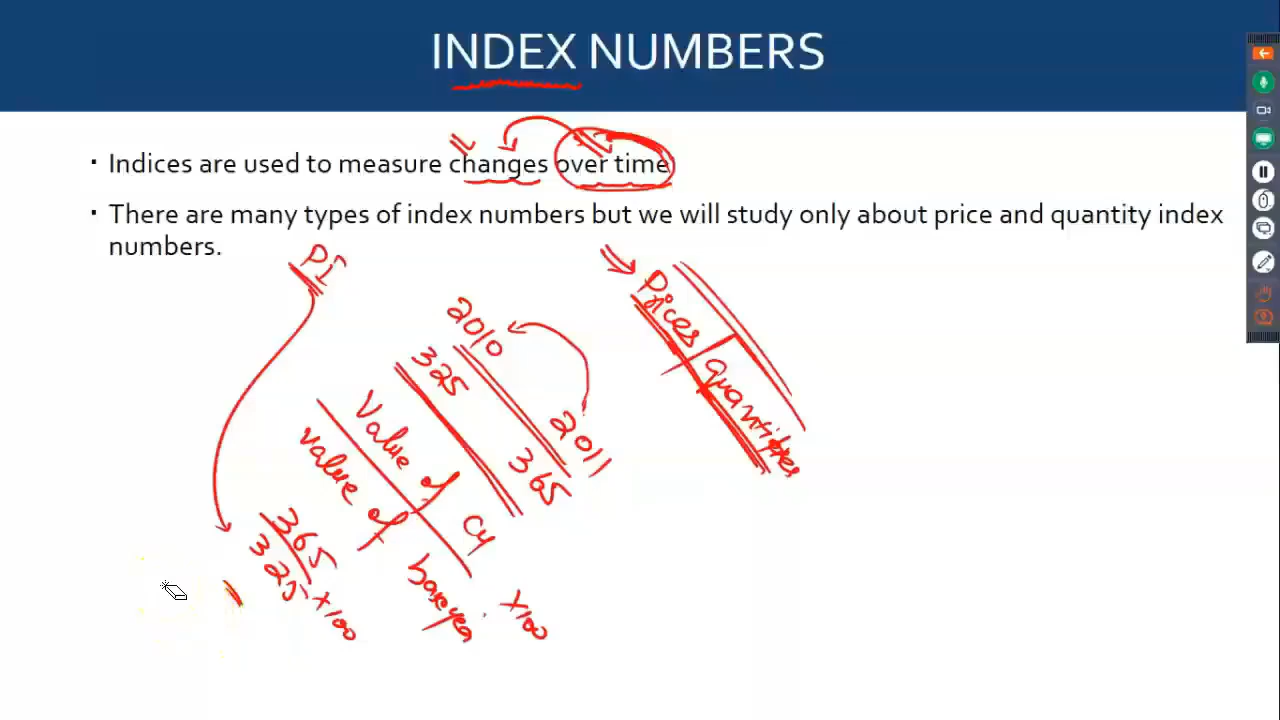 INDEX NUMBERS
· Indices are used to measure changes over time
· There are many types of index numbers but we will study only about price and quantity index
numbers.
PI
Prices
quantities
2010
325
2011
365
Value of Cy
value of base year
x100
365
325 x100